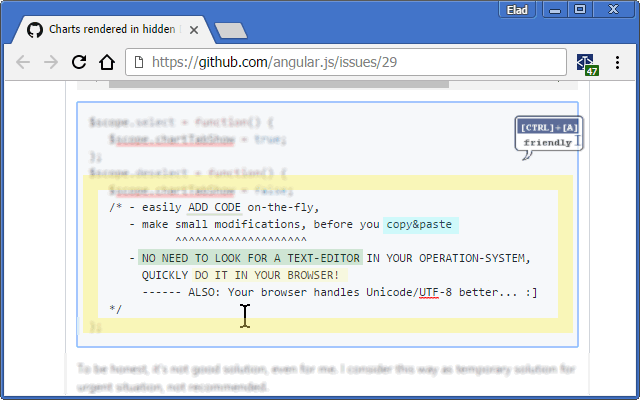 Elad
Charts rendered in hidden
https://github.com/angular.js/issues/29
47
$scope.select = function() {
$scope.chartTabShow = true;
};
$scope.deselect = function() {
$scope.chartTabShow = false;
[CTRL]+[A]
friendly
/* - easily ADD CODE on-the-fly,
- make small modifications, before you copy&paste
^^^^^^^^^^^^^^^^^^^^
- NO NEED TO LOOK FOR A TEXT-EDITOR IN YOUR OPERATION-SYSTEM,
QUICKLY DO IT IN YOUR BROWSER!
------ ALSO: Your browser handles Unicode/UTF-8 better... :]
*/
};
To be honest, it's not good solution, even for me. I consider this way as temporary solution for
urgent situation, not recommended.